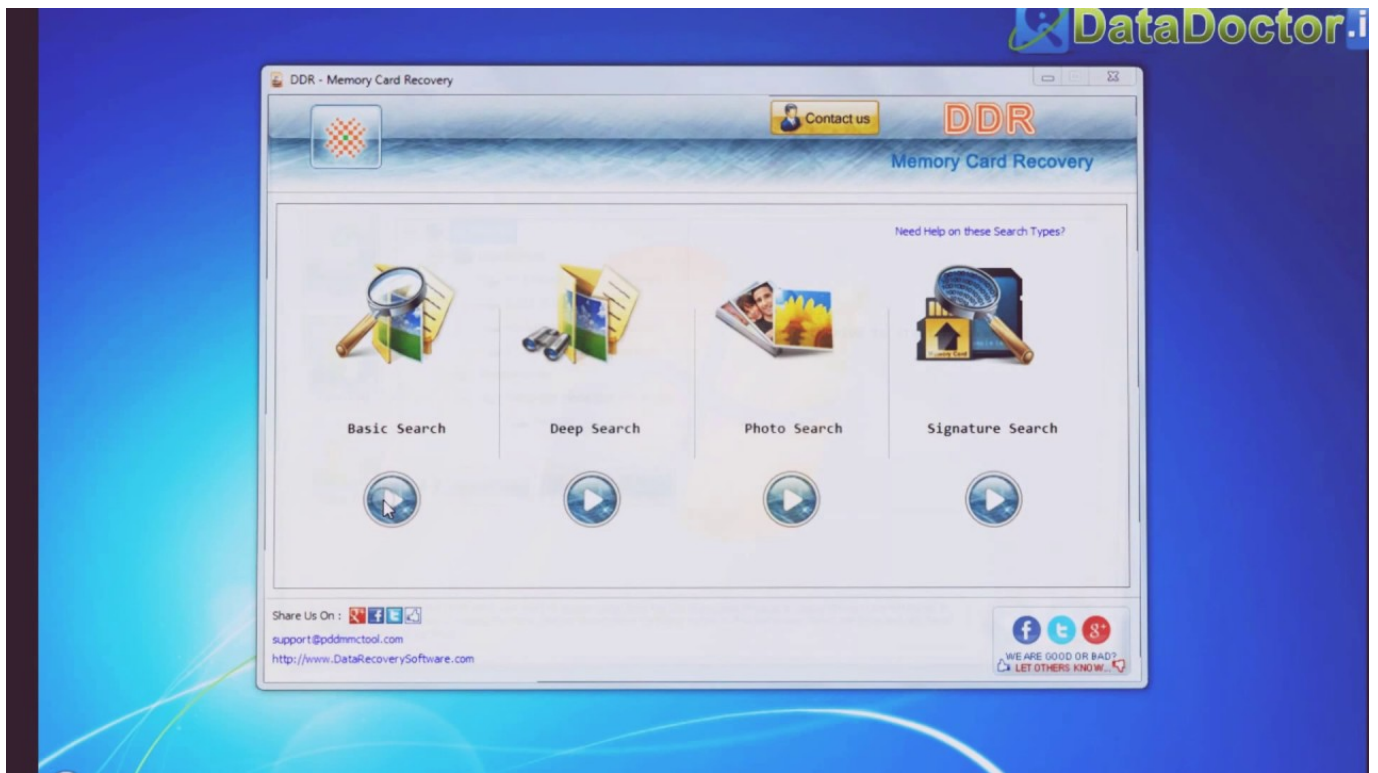 DataDoctor.i
DDR - Memory Card Recovery
Contact us
DDR
Memory Card Recovery
Need Help on these Search Types?
Memory Card
Basic Search
Deep Search
Photo Search
Signature Search
Share Us On :
support@pddmmctool.com
http://www.DataRecoverySoftware.com
WE ARE GOOD OR BAD?
LET OTHERS KNOW...